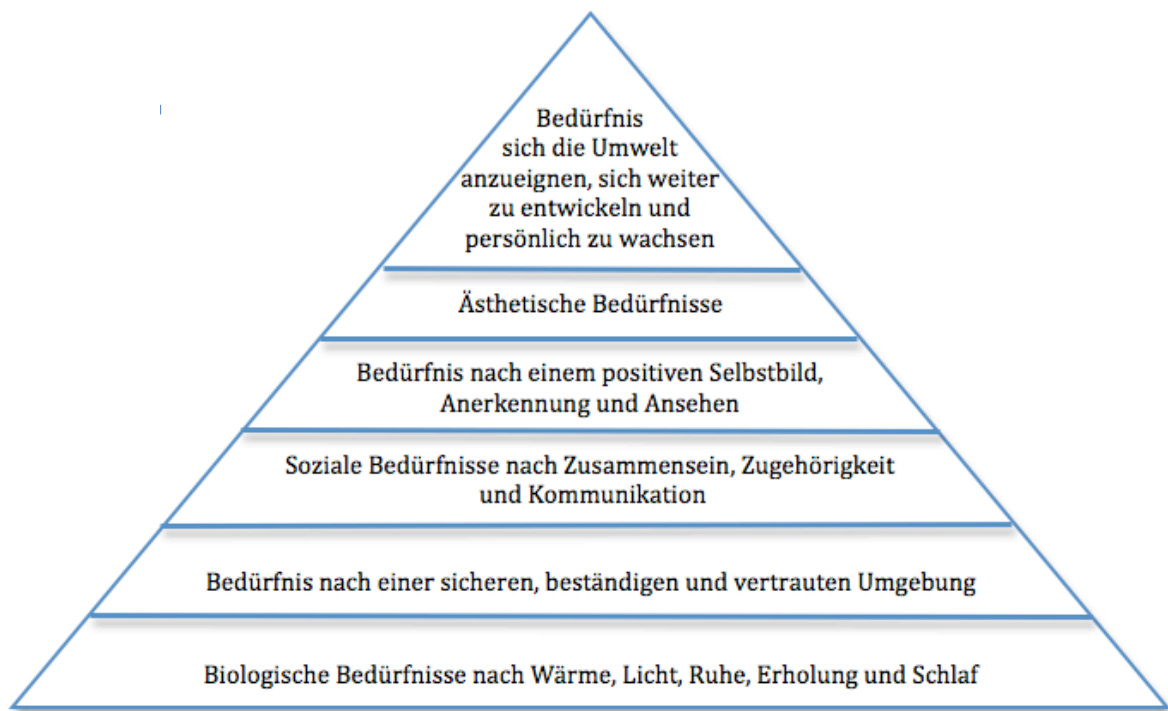 Bedürfnis
sich die Umwelt
anzueignen, sich weiter
zu entwickeln und
persönlich zu wachsen
Ästhetische Bedürfnisse
Bedürfnis nach einem positiven Selbstbild,
Anerkennung und Ansehen
Soziale Bedürfnisse nach Zusammensein, Zugehörigkeit
und Kommunikation
Bedürfnis nach einer sicheren, beständigen und vertrauten Umgebung
Biologische Bedürfnisse nach Wärme, Licht, Ruhe, Erholung und Schlaf